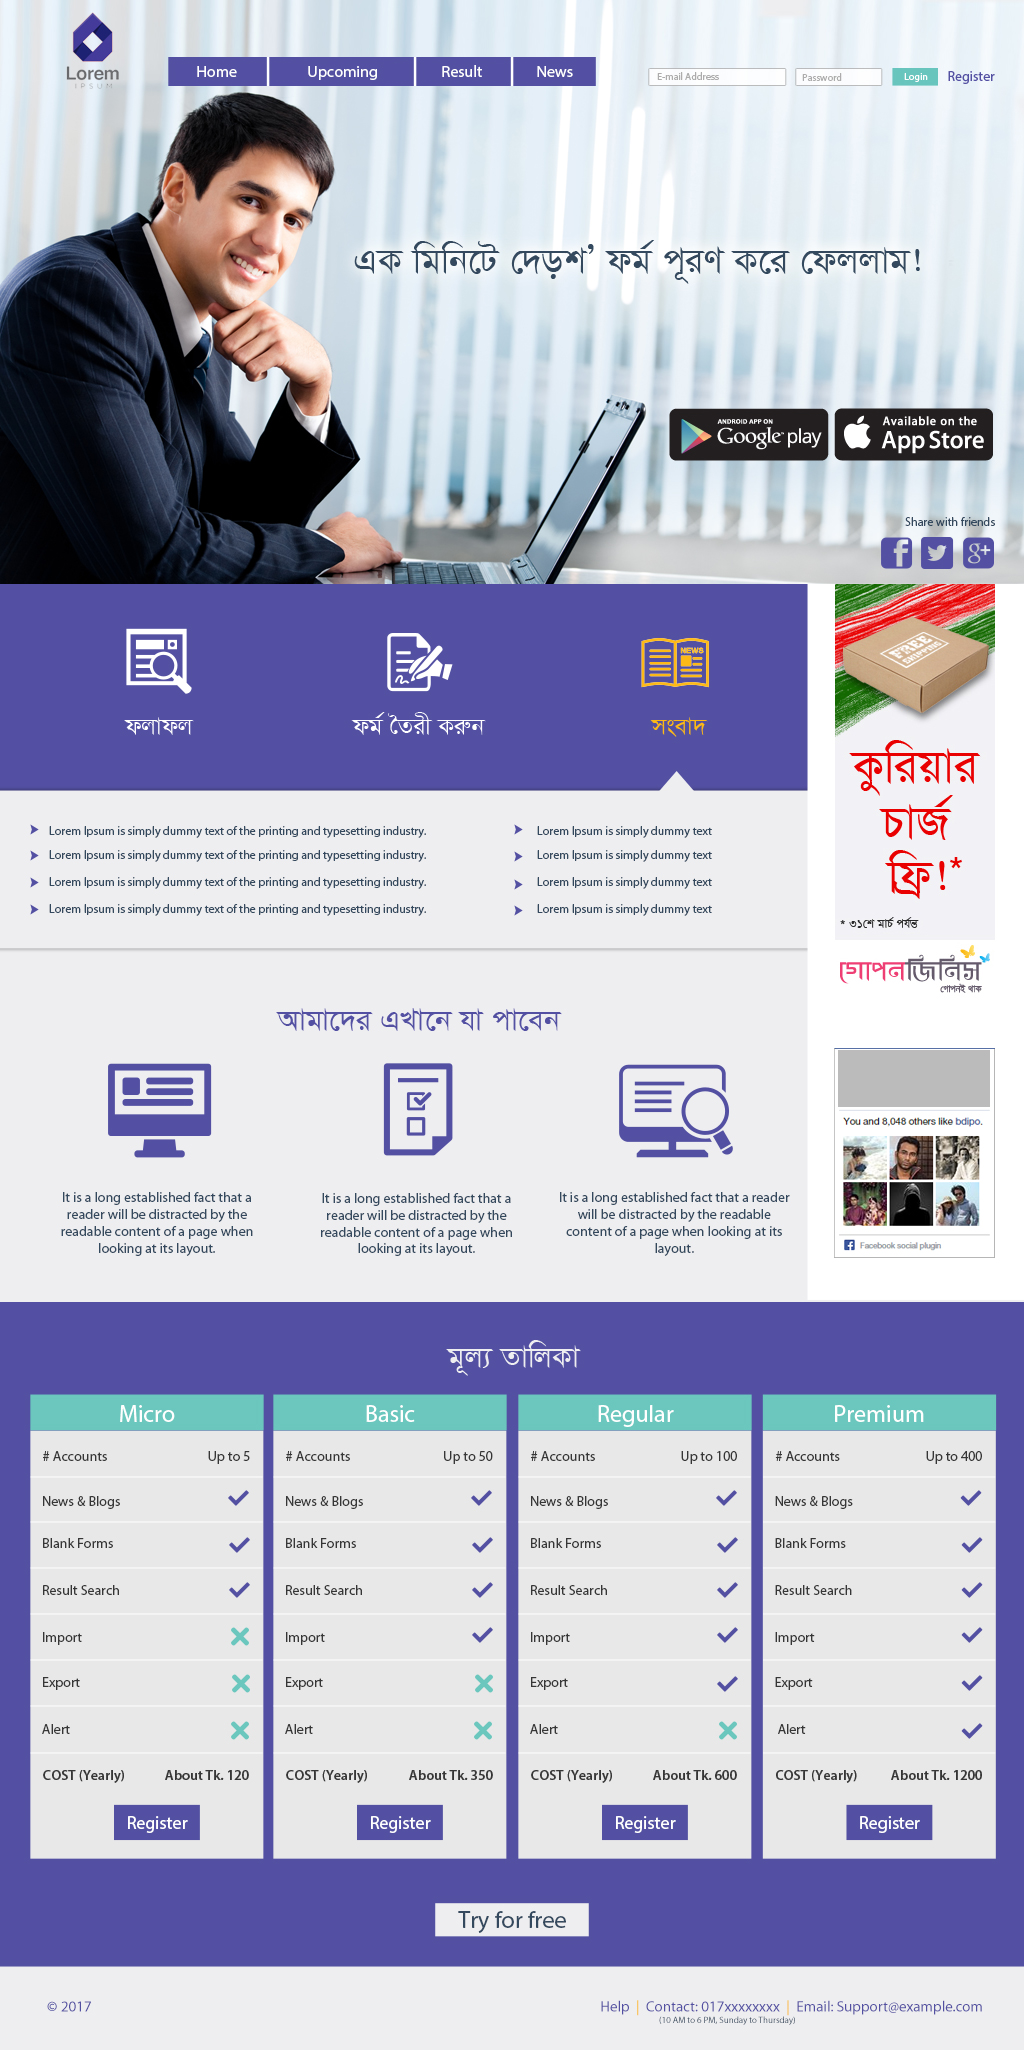 Lorem
IPSUM
Home Upcoming Result News
E-mail Address Password Login Register
এক মিনিটে দেড়শ’ ফর্ম পূরণ করে ফেললাম!
ANDROID APP ON
Google play
Available on the
App Store
Share with friends
f g+
NEWS
ফলাফল ফর্ম তৈরী করুন সংবাদ
Lorem Ipsum is simply dummy text of the printing and typesetting industry.
Lorem Ipsum is simply dummy text of the printing and typesetting industry.
Lorem Ipsum is simply dummy text of the printing and typesetting industry.
Lorem Ipsum is simply dummy text of the printing and typesetting industry.
Lorem Ipsum is simply dummy text
Lorem Ipsum is simply dummy text
Lorem Ipsum is simply dummy text
Lorem Ipsum is simply dummy text
FREE
SHIPPING
কুরিয়ার
চার্জ
ফ্রি!*
* ৩১শে মার্চ পর্যন্ত
গোপনজিনিস
গোপনই থাক
আমাদের এখানে যা পাবেন
It is a long established fact that a
reader will be distracted by the
readable content of a page when
looking at its layout.
It is a long established fact that a
reader will be distracted by the
readable content of a page when
looking at its layout.
It is a long established fact that a reader
will be distracted by the readable
content of a page when looking at its
layout.
You and 8,048 others like bdipo.
Facebook social plugin
মূল্য তালিকা
Micro
# Accounts Up to 5
News & Blogs
Blank Forms
Result Search
Import
Export
Alert
COST (Yearly) About Tk. 120
Register
Basic
# Accounts Up to 50
News & Blogs
Blank Forms
Result Search
Import
Export
Alert
COST (Yearly) About Tk. 350
Register
Regular
# Accounts Up to 100
News & Blogs
Blank Forms
Result Search
Import
Export
Alert
COST (Yearly) About Tk. 600
Register
Premium
# Accounts Up to 400
News & Blogs
Blank Forms
Result Search
Import
Export
Alert
COST (Yearly) About Tk. 1200
Register
Try for free
© 2017
Help | Contact: 017xxxxxxxx | Email: Support@example.com
(10 AM to 6 PM, Sunday to Thursday)